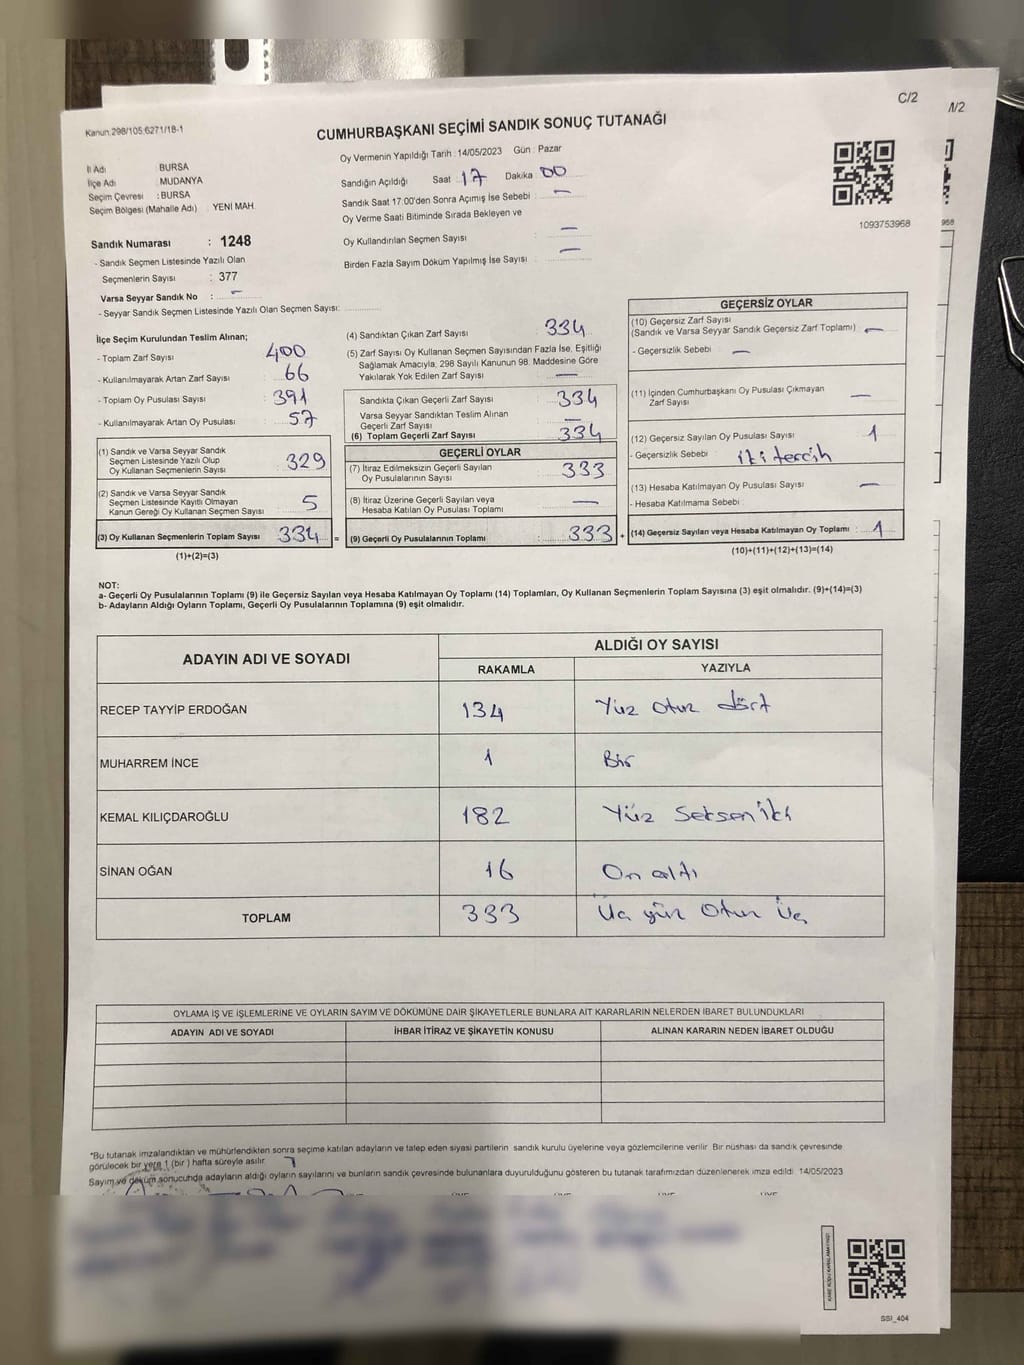 C/2
N/2
Kanun 298/105;6271/18-1
CUMHURBAŞKANI SEÇİMİ SANDIK SONUÇ TUTANAĞI
İl Adı BURSA
İlçe Adı MUDANYA
Seçim Çevresi : BURSA
Seçim Bölgesi (Mahalle Adı) YENİ MAH.
Oy Vermenin Yapıldığı Tarih : 14/05/2023 Gün : Pazar
Sandığın Açıldığı Saat 17 Dakika 00
Sandık Saat 17:00'den Sonra Açımış İse Sebebi : —
Oy Verme Saati Bitiminde Sırada Bekleyen ve
Oy Kullandırılan Seçmen Sayısı : —
Birden Fazla Sayım Döküm Yapılmış İse Sayısı : —
1093753968
968
Sandık Numarası : 1248
- Sandık Seçmen Listesinde Yazılı Olan
Seçmenlerin Sayısı : 377
Varsa Seyyar Sandık No : —
- Seyyar Sandık Seçmen Listesinde Yazılı Olan Seçmen Sayısı:
İlçe Seçim Kurulundan Teslim Alınan;
- Toplam Zarf Sayısı : 400
- Kullanılmayarak Artan Zarf Sayısı : 66
- Toplam Oy Pusulası Sayısı : 391
- Kullanılmayarak Artan Oy Pusulası : 57
(1) Sandık ve Varsa Seyyar Sandık
Seçmen Listesinde Yazılı Olup
Oy Kullanan Seçmenlerin Sayısı : 329
(2) Sandık ve Varsa Seyyar Sandık
Seçmen Listesinde Kayıtlı Olmayan
Kanun Gereği Oy Kullanan Seçmen Sayısı : 5
(3) Oy Kullanan Seçmenlerin Toplam Sayısı : 334 =
(1)+(2)=(3)
(4) Sandıktan Çıkan Zarf Sayısı : 334
(5) Zarf Sayısı Oy Kullanan Seçmen Sayısından Fazla İse, Eşitliği
Sağlamak Amacıyla, 298 Sayılı Kanunun 98. Maddesine Göre
Yakılarak Yok Edilen Zarf Sayısı : —
Sandıkta Çıkan Geçerli Zarf Sayısı : 334
Varsa Seyyar Sandıktan Teslim Alınan
Geçerli Zarf Sayısı : —
(6) Toplam Geçerli Zarf Sayısı : 334
GEÇERLİ OYLAR
(7) İtiraz Edilmeksizin Geçerli Sayılan
Oy Pusulalarının Sayısı : 333
(8) İtiraz Üzerine Geçerli Sayılan veya
Hesaba Katılan Oy Pusulası Toplamı : —
(9) Geçerli Oy Pusulalarının Toplamı : 333 +
GEÇERSİZ OYLAR
(10) Geçersiz Zarf Sayısı
(Sandık ve Varsa Seyyar Sandık Geçersiz Zarf Toplamı) : —
- Geçersizlik Sebebi : —
(11) İçinden Cumhurbaşkanı Oy Pusulası Çıkmayan
Zarf Sayısı : —
(12) Geçersiz Sayılan Oy Pusulası Sayısı : 1
- Geçersizlik Sebebi : iki tercih
(13) Hesaba Katılmayan Oy Pusulası Sayısı : —
- Hesaba Katılmama Sebebi :
(14) Geçersiz Sayılan veya Hesaba Katılmayan Oy Toplamı : 1
(10)+(11)+(12)+(13)=(14)
NOT:
a- Geçerli Oy Pusulalarının Toplamı (9) ile Geçersiz Sayılan veya Hesaba Katılmayan Oy Toplamı (14) Toplamları, Oy Kullanan Seçmenlerin Toplam Sayısına (3) eşit olmalıdır. (9)+(14)=(3)
b- Adayların Aldığı Oyların Toplamı, Geçerli Oy Pusulalarının Toplamına (9) eşit olmalıdır.
ADAYIN ADI VE SOYADI ALDIĞI OY SAYISI
RAKAMLA YAZIYLA
RECEP TAYYİP ERDOĞAN 134 Yüz otuz dört
MUHARREM İNCE 1 Bir
KEMAL KILIÇDAROĞLU 182 Yüz Seksen iki
SİNAN OĞAN 16 On altı
TOPLAM 333 Üç yüz Otuz Üç
OYLAMA İŞ VE İŞLEMLERİNE VE OYLARIN SAYIM VE DÖKÜMÜNE DAİR ŞİKAYETLERLE BUNLARA AİT KARARLARIN NELERDEN İBARET BULUNDUKLARI
ADAYIN ADI VE SOYADI İHBAR İTİRAZ VE ŞİKAYETİN KONUSU ALINAN KARARIN NEDEN İBARET OLDUĞU
*Bu tutanak imzalandıktan ve mühürlendikten sonra seçime katılan adayların ve talep eden siyasi partilerin sandık kurulu üyelerine veya gözlemcilerine verilir. Bir nüshası da sandık çevresinde
görülecek bir yere 1 (bir) hafta süreyle asılır.
Sayım ve döküm sonucunda adayların aldığı oyların sayılarını ve bunların sandık çevresinde bulunanlara duyurulduğunu gösteren bu tutanak tarafımızdan düzenlenerek imza edildi. 14/05/2023
SSI_404